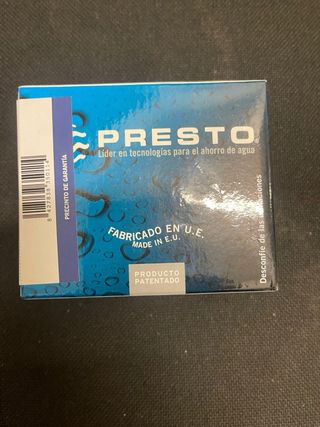 PRESTO
Líder en tecnologías para el ahorro de agua
FABRICADO EN U.E.
MADE IN E.U.
PRODUCTO
PATENTADO
PRECINTO DE GARANTÍA
Desconfíe de las